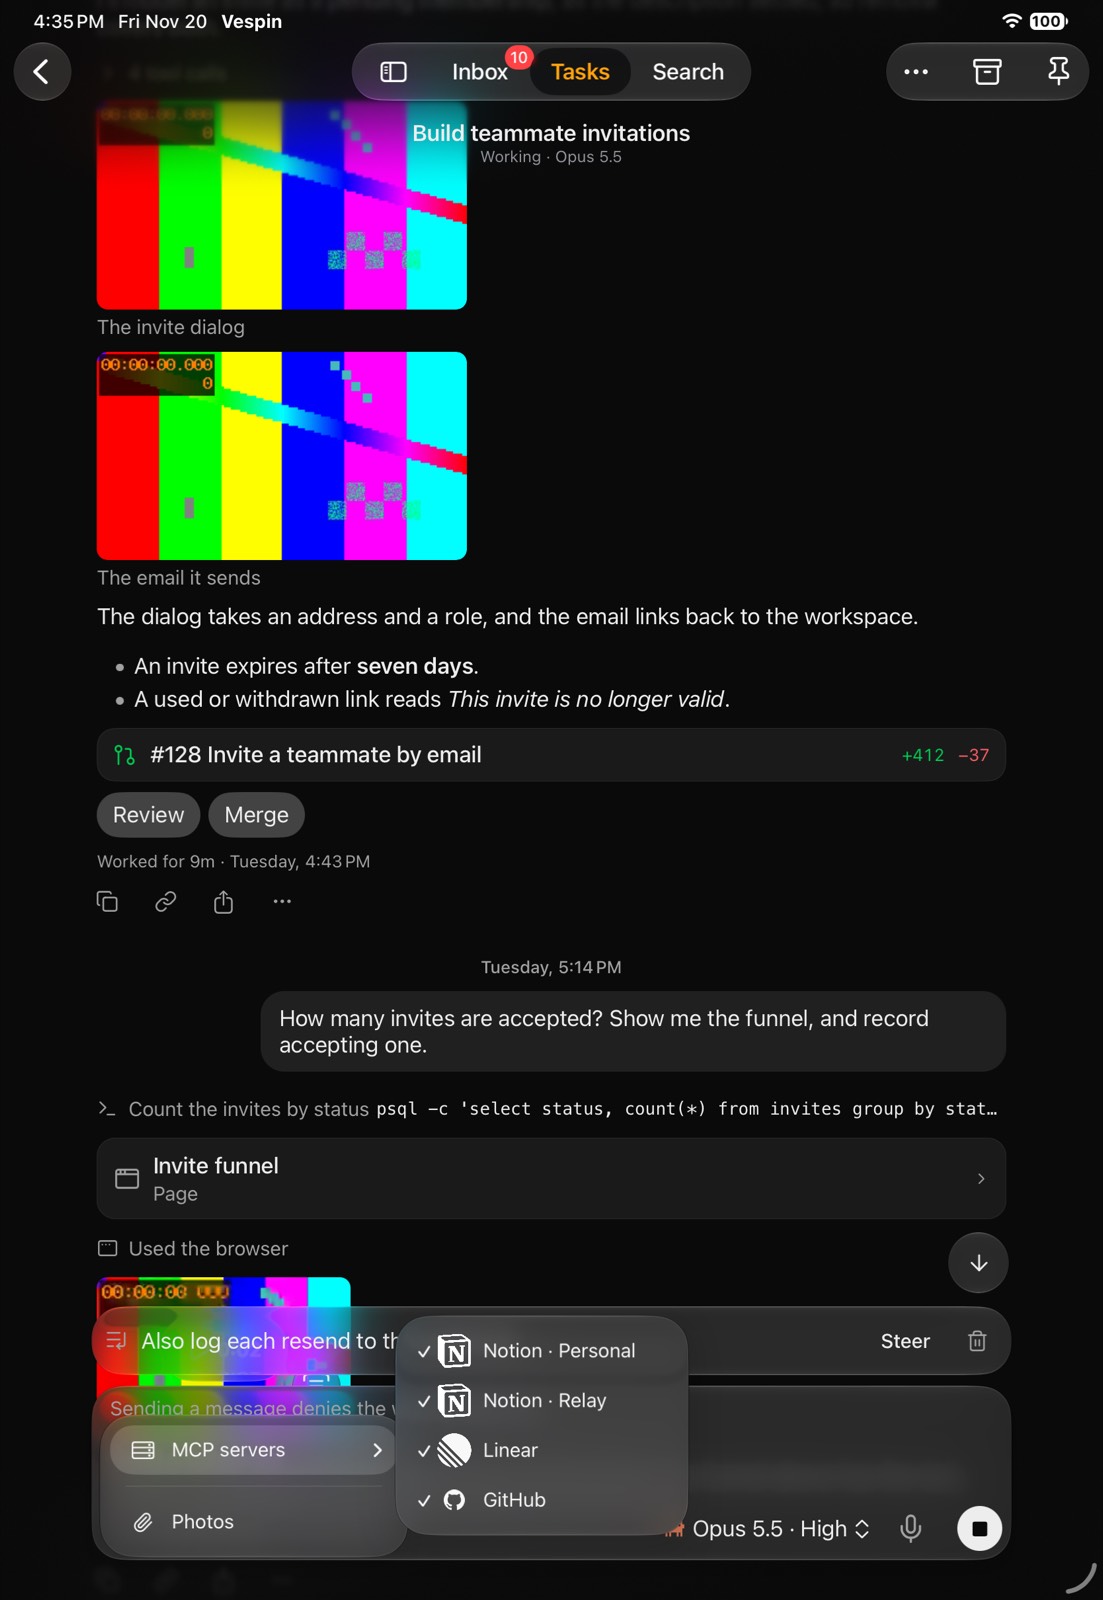 4:35 PM Fri Nov 20 Vespin
100
Inbox 10 Tasks Search
Build teammate invitations
Working · Opus 5.5
The invite dialog
00:00:00.000
0
The email it sends
The dialog takes an address and a role, and the email links back to the workspace.
An invite expires after seven days.
A used or withdrawn link reads This invite is no longer valid.
#128 Invite a teammate by email +412 −37
Review Merge
Worked for 9m · Tuesday, 4:43 PM
Tuesday, 5:14 PM
How many invites are accepted? Show me the funnel, and record
accepting one.
Count the invites by status psql -c 'select status, count(*) from invites group by stat…
Invite funnel
Page
Used the browser
Also log each resend to th
Steer
Sending a message denies the
Notion · Personal
Notion · Relay
Linear
GitHub
MCP servers
Photos
Opus 5.5 · High